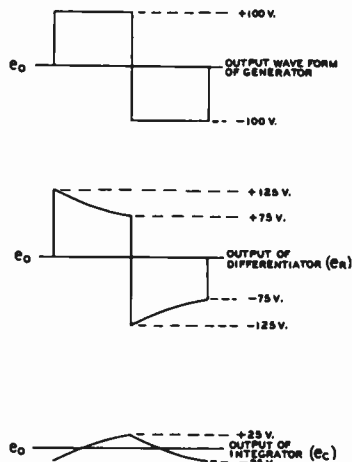 +100 V.
e₀
OUTPUT WAVE FORM
OF GENERATOR
-100 V.
+125 V.
+75 V.
e₀
OUTPUT OF
DIFFERENTIATOR (eR)
-75 V.
-125 V.
+25 V.
e₀
OUTPUT OF
INTEGRATOR (eC)